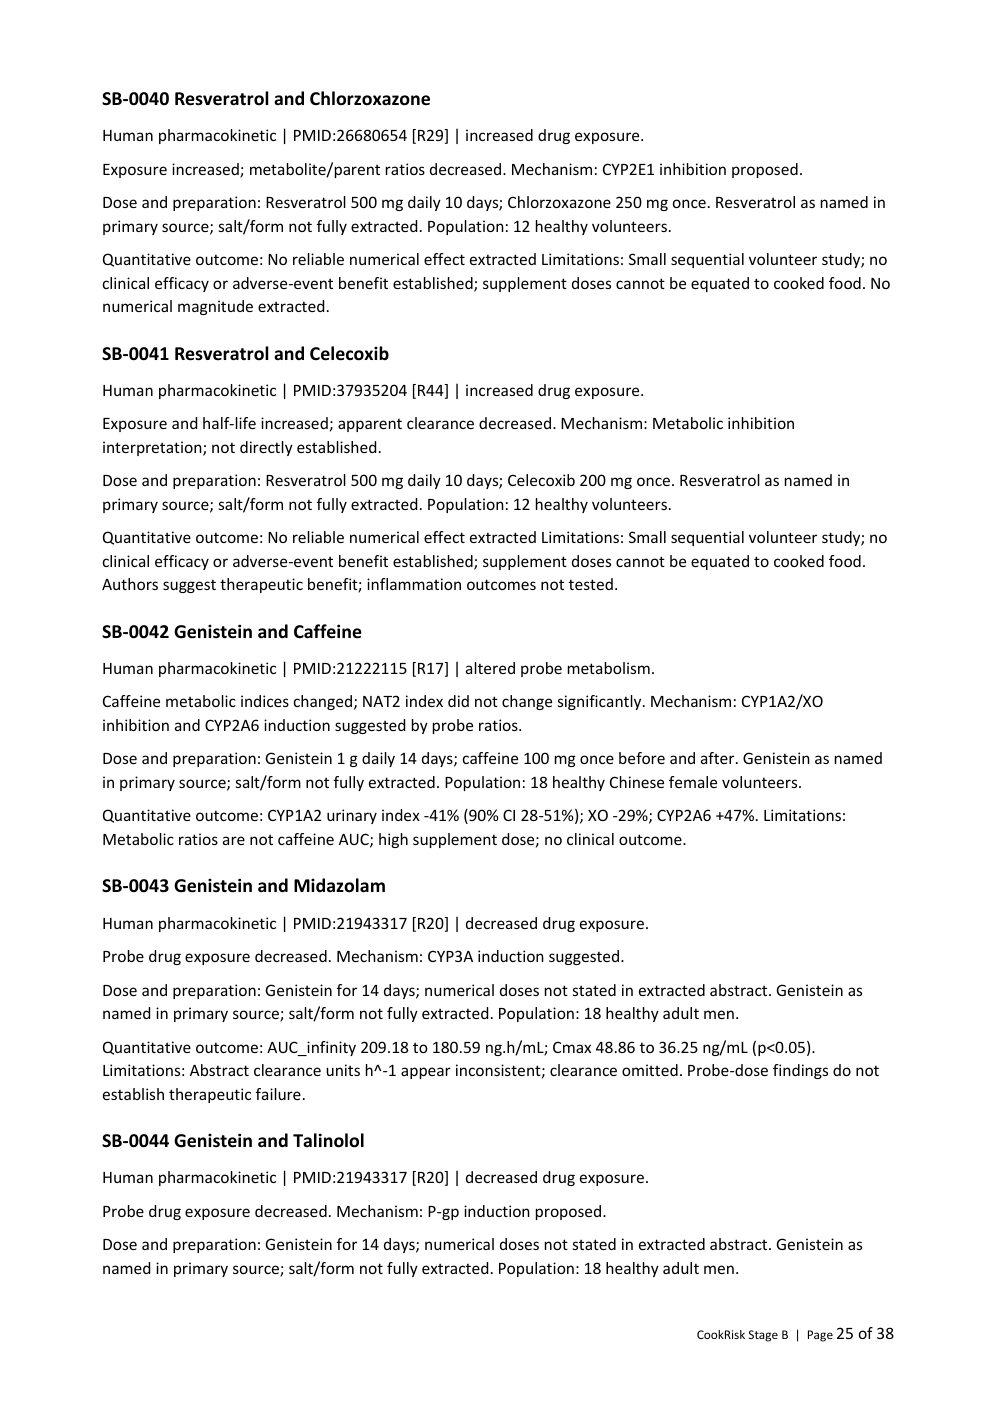 SB-0040 Resveratrol and Chlorzoxazone
Human pharmacokinetic | PMID:26680654 [R29] | increased drug exposure.
Exposure increased; metabolite/parent ratios decreased. Mechanism: CYP2E1 inhibition proposed.
Dose and preparation: Resveratrol 500 mg daily 10 days; Chlorzoxazone 250 mg once. Resveratrol as named in
primary source; salt/form not fully extracted. Population: 12 healthy volunteers.
Quantitative outcome: No reliable numerical effect extracted Limitations: Small sequential volunteer study; no
clinical efficacy or adverse-event benefit established; supplement doses cannot be equated to cooked food. No
numerical magnitude extracted.
SB-0041 Resveratrol and Celecoxib
Human pharmacokinetic | PMID:37935204 [R44] | increased drug exposure.
Exposure and half-life increased; apparent clearance decreased. Mechanism: Metabolic inhibition
interpretation; not directly established.
Dose and preparation: Resveratrol 500 mg daily 10 days; Celecoxib 200 mg once. Resveratrol as named in
primary source; salt/form not fully extracted. Population: 12 healthy volunteers.
Quantitative outcome: No reliable numerical effect extracted Limitations: Small sequential volunteer study; no
clinical efficacy or adverse-event benefit established; supplement doses cannot be equated to cooked food.
Authors suggest therapeutic benefit; inflammation outcomes not tested.
SB-0042 Genistein and Caffeine
Human pharmacokinetic | PMID:21222115 [R17] | altered probe metabolism.
Caffeine metabolic indices changed; NAT2 index did not change significantly. Mechanism: CYP1A2/XO
inhibition and CYP2A6 induction suggested by probe ratios.
Dose and preparation: Genistein 1 g daily 14 days; caffeine 100 mg once before and after. Genistein as named
in primary source; salt/form not fully extracted. Population: 18 healthy Chinese female volunteers.
Quantitative outcome: CYP1A2 urinary index -41% (90% CI 28-51%); XO -29%; CYP2A6 +47%. Limitations:
Metabolic ratios are not caffeine AUC; high supplement dose; no clinical outcome.
SB-0043 Genistein and Midazolam
Human pharmacokinetic | PMID:21943317 [R20] | decreased drug exposure.
Probe drug exposure decreased. Mechanism: CYP3A induction suggested.
Dose and preparation: Genistein for 14 days; numerical doses not stated in extracted abstract. Genistein as
named in primary source; salt/form not fully extracted. Population: 18 healthy adult men.
Quantitative outcome: AUC_infinity 209.18 to 180.59 ng.h/mL; Cmax 48.86 to 36.25 ng/mL (p<0.05).
Limitations: Abstract clearance units h^-1 appear inconsistent; clearance omitted. Probe-dose findings do not
establish therapeutic failure.
SB-0044 Genistein and Talinolol
Human pharmacokinetic | PMID:21943317 [R20] | decreased drug exposure.
Probe drug exposure decreased. Mechanism: P-gp induction proposed.
Dose and preparation: Genistein for 14 days; numerical doses not stated in extracted abstract. Genistein as
named in primary source; salt/form not fully extracted. Population: 18 healthy adult men.
CookRisk Stage B | Page 25 of 38